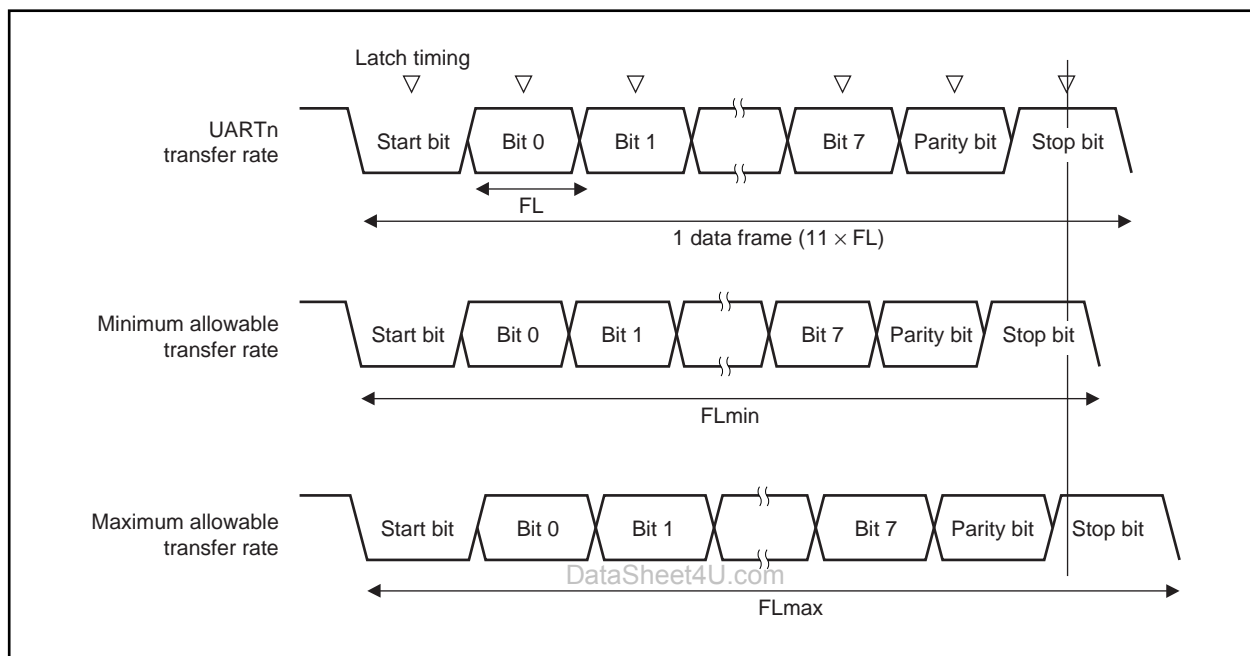 Latch timing
UARTn
transfer rate
Start bit
Bit 0
Bit 1
Bit 7
Parity bit
Stop bit
FL
1 data frame (11 × FL)
Minimum allowable
transfer rate
Start bit
Bit 0
Bit 1
Bit 7
Parity bit
Stop bit
FLmin
Maximum allowable
transfer rate
Start bit
Bit 0
Bit 1
Bit 7
Parity bit
Stop bit
DataSheet4U.com
FLmax